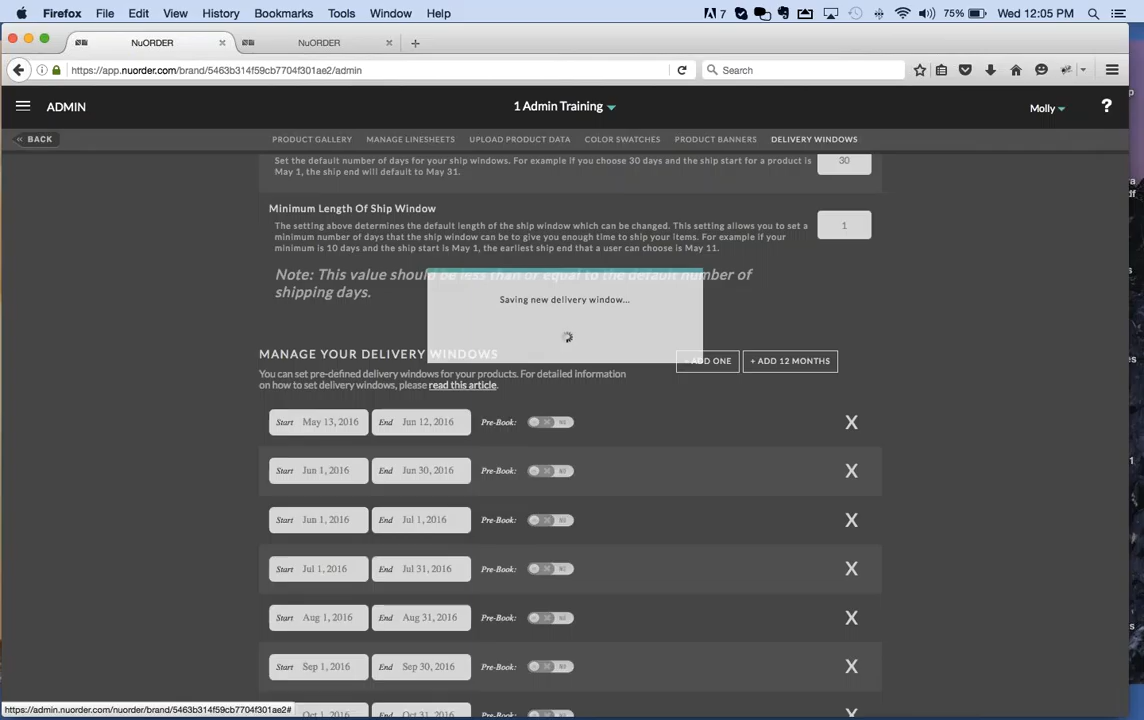 Firefox File Edit View History Bookmarks Tools Window Help 7 75% Wed 12:05 PM
NuORDER × NuORDER × +
https://app.nuorder.com/brand/5463b314f59cb7704f301ae2/admin Search
ADMIN 1 Admin Training Molly ?
« BACK PRODUCT GALLERY MANAGE LINESHEETS UPLOAD PRODUCT DATA COLOR SWATCHES PRODUCT BANNERS DELIVERY WINDOWS
Set the default number of days for your ship windows. For example if you choose 30 days and the ship start for a product is 30
May 1, the ship end will default to May 31.
Minimum Length Of Ship Window
The setting above determines the default length of the ship window which can be changed. This setting allows you to set a 1
minimum number of days that the ship window can be to give you enough time to ship your items. For example if your
minimum is 10 days and the ship start is May 1, the earliest ship end that a user can choose is May 11.
Note: This value should be less than or equal to the default number of
shipping days.
Saving new delivery window...
MANAGE YOUR DELIVERY WINDOWS + ADD ONE + ADD 12 MONTHS
You can set pre-defined delivery windows for your products. For detailed information
on how to set delivery windows, please read this article.
Start May 13, 2016 End Jun 12, 2016 Pre-Book: NO X
Start Jun 1, 2016 End Jun 30, 2016 Pre-Book: NO X
Start Jun 1, 2016 End Jul 1, 2016 Pre-Book: NO X
Start Jul 1, 2016 End Jul 31, 2016 Pre-Book: NO X
Start Aug 1, 2016 End Aug 31, 2016 Pre-Book: NO X
Start Sep 1, 2016 End Sep 30, 2016 Pre-Book: NO X
Oct 1, 2016 Oct 31, 2016 X
https://admin.nuorder.com/nuorder/brand/5463b314f59cb7704f301ae2#